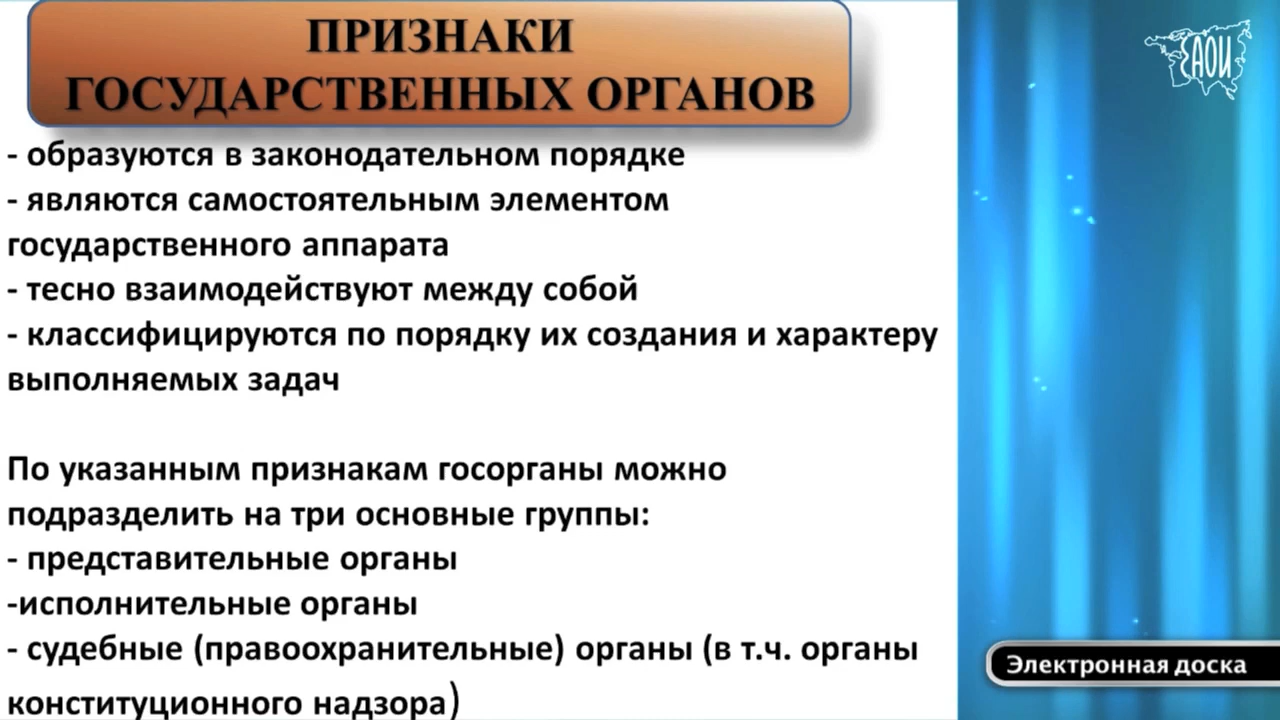 ПРИЗНАКИ
ГОСУДАРСТВЕННЫХ ОРГАНОВ
- образуются в законодательном порядке
- являются самостоятельным элементом
государственного аппарата
- тесно взаимодействуют между собой
- классифицируются по порядку их создания и характеру
выполняемых задач
По указанным признакам госорганы можно
подразделить на три основные группы:
- представительные органы
-исполнительные органы
- судебные (правоохранительные) органы (в т.ч. органы
конституционного надзора)
ЕАОИ
Электронная доска